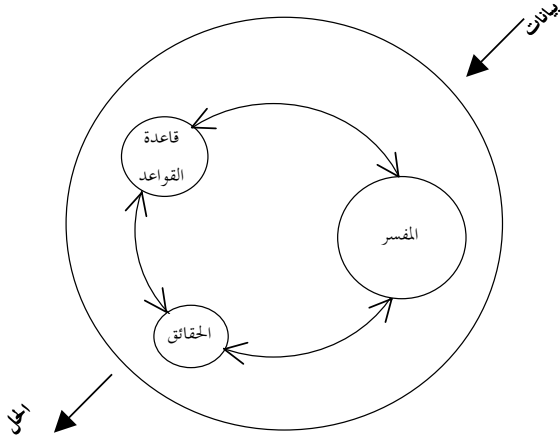 بيانات
قاعدة
القواعد
المفسر
الحقائق
الحل